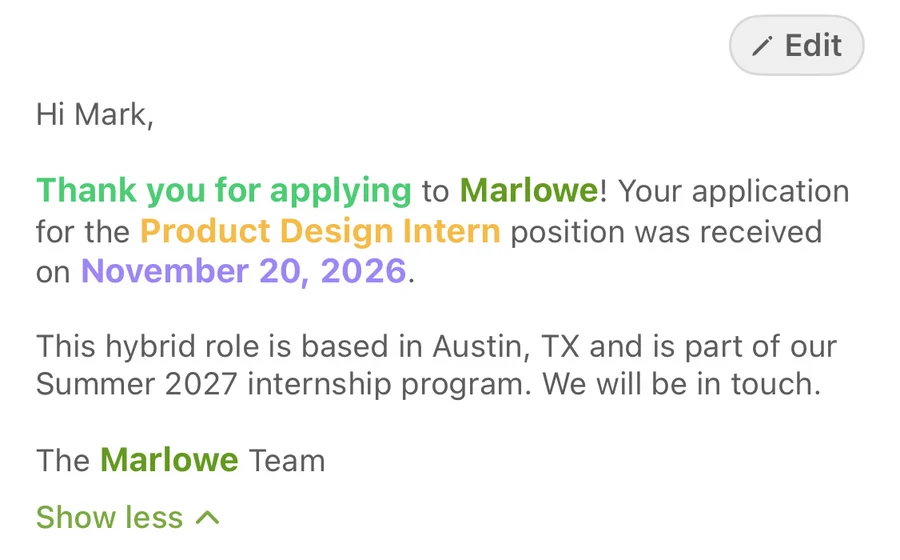 Edit
Hi Mark,
Thank you for applying to Marlowe! Your application
for the Product Design Intern position was received
on November 20, 2026.
This hybrid role is based in Austin, TX and is part of our
Summer 2027 internship program. We will be in touch.
The Marlowe Team
Show less